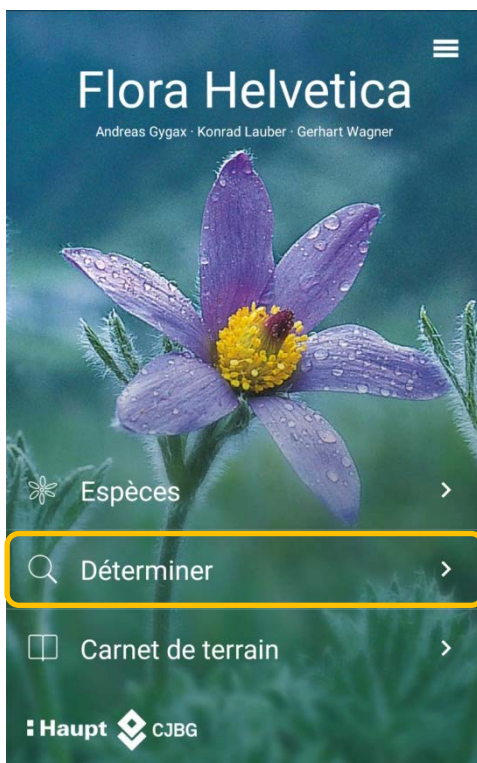 Flora Helvetica
Andreas Gygax · Konrad Lauber · Gerhart Wagner
Espèces
Déterminer
Carnet de terrain
Haupt CJBG